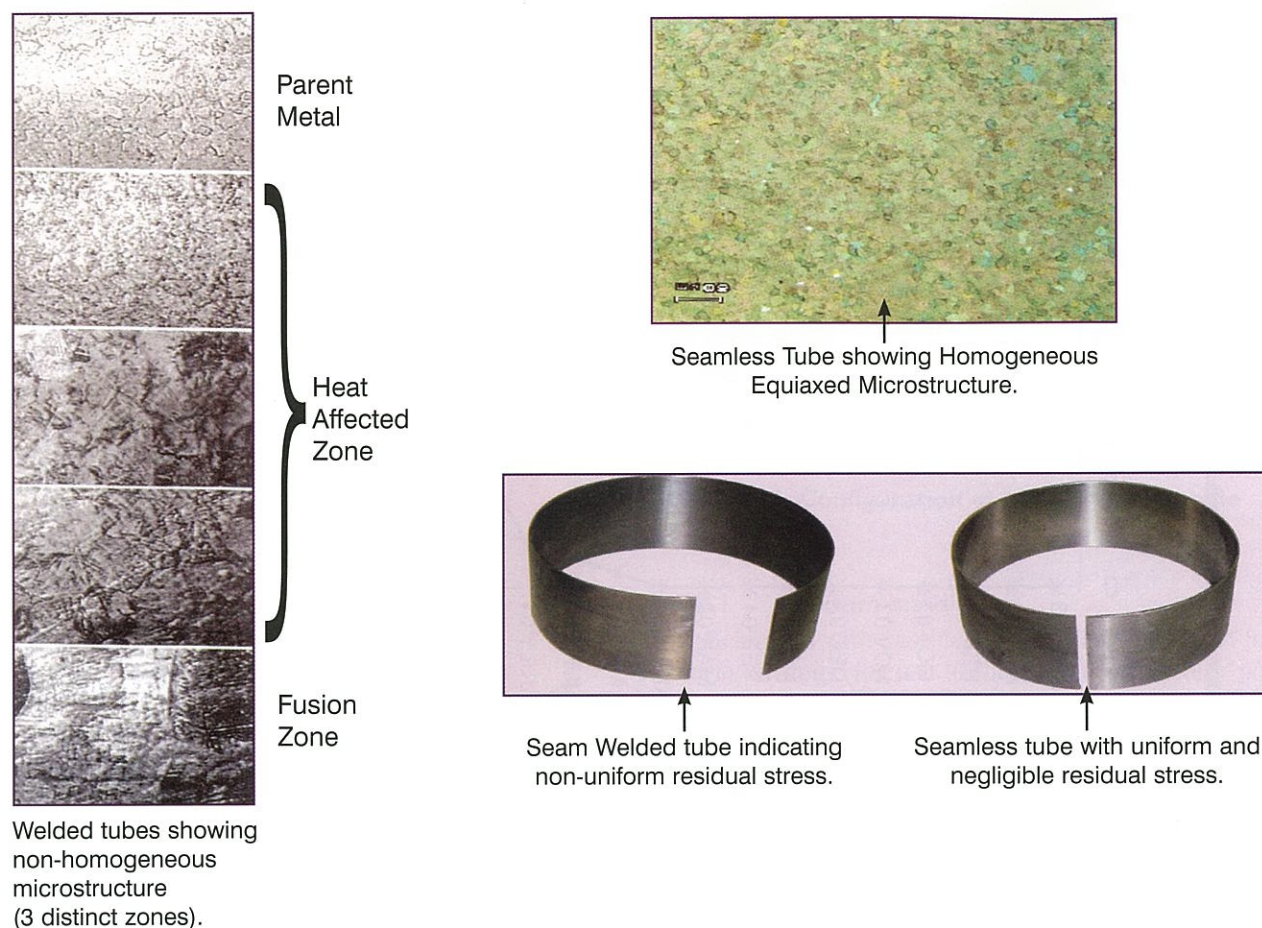 Parent
Metal
Heat
Affected
Zone
Fusion
Zone
Welded tubes showing
non-homogeneous
microstructure
(3 distinct zones).
Seamless Tube showing Homogeneous
Equiaxed Microstructure.
Seam Welded tube indicating
non-uniform residual stress.
Seamless tube with uniform and
negligible residual stress.